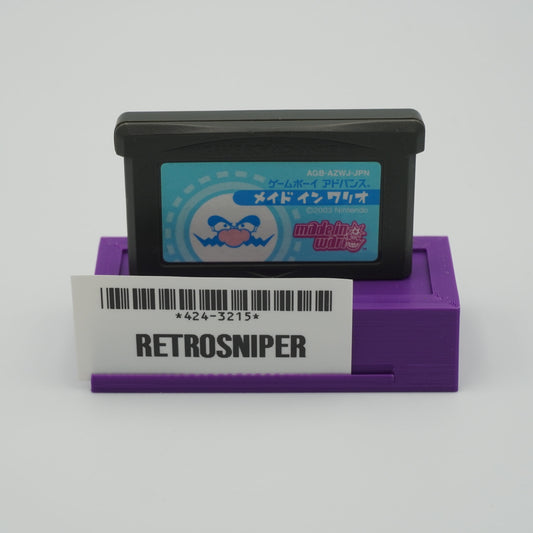 AGB-AZWJ-JPN
ゲームボーイ アドバンス®
メイド イン ワリオ
©2003 Nintendo
made in
wario
*424-3215*
RETROSNIPER